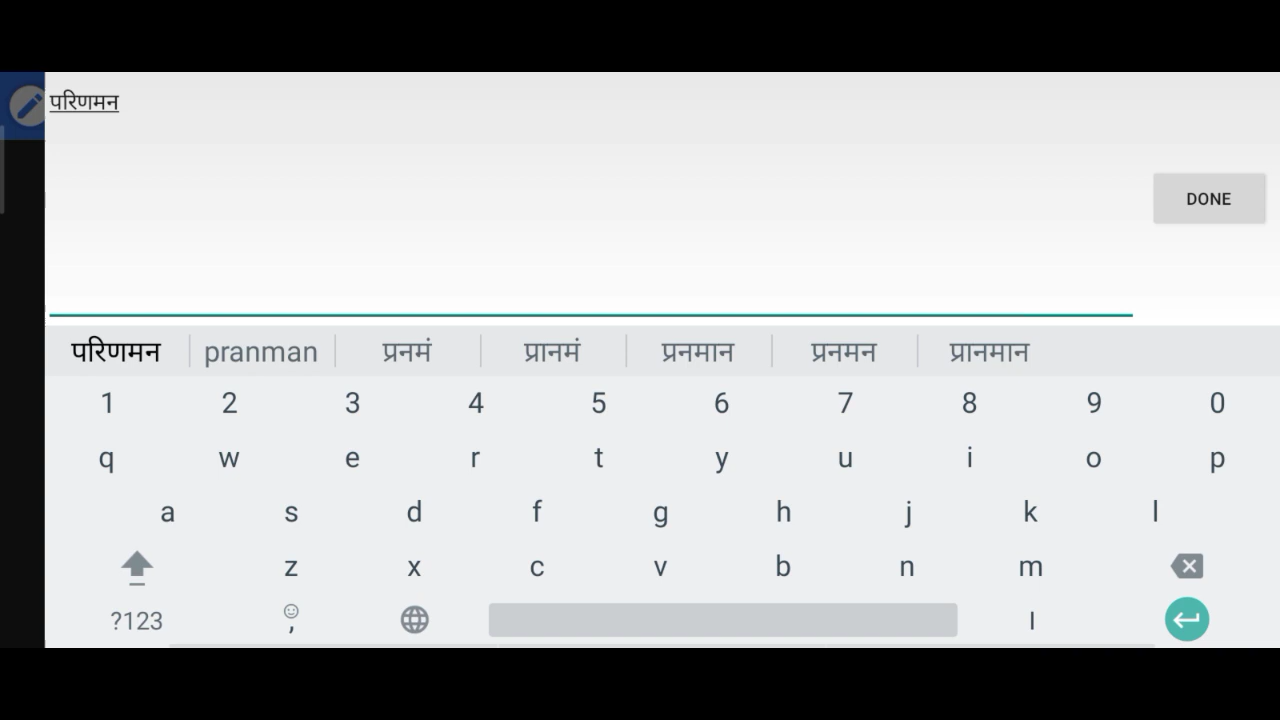 परिणमन
DONE
परिणमन pranman प्रनमं प्रानमं प्रनमान प्रनमन प्रानमान
1 2 3 4 5 6 7 8 9 0
q w e r t y u i o p
a s d f g h j k l
z x c v b n m
?123 , ।